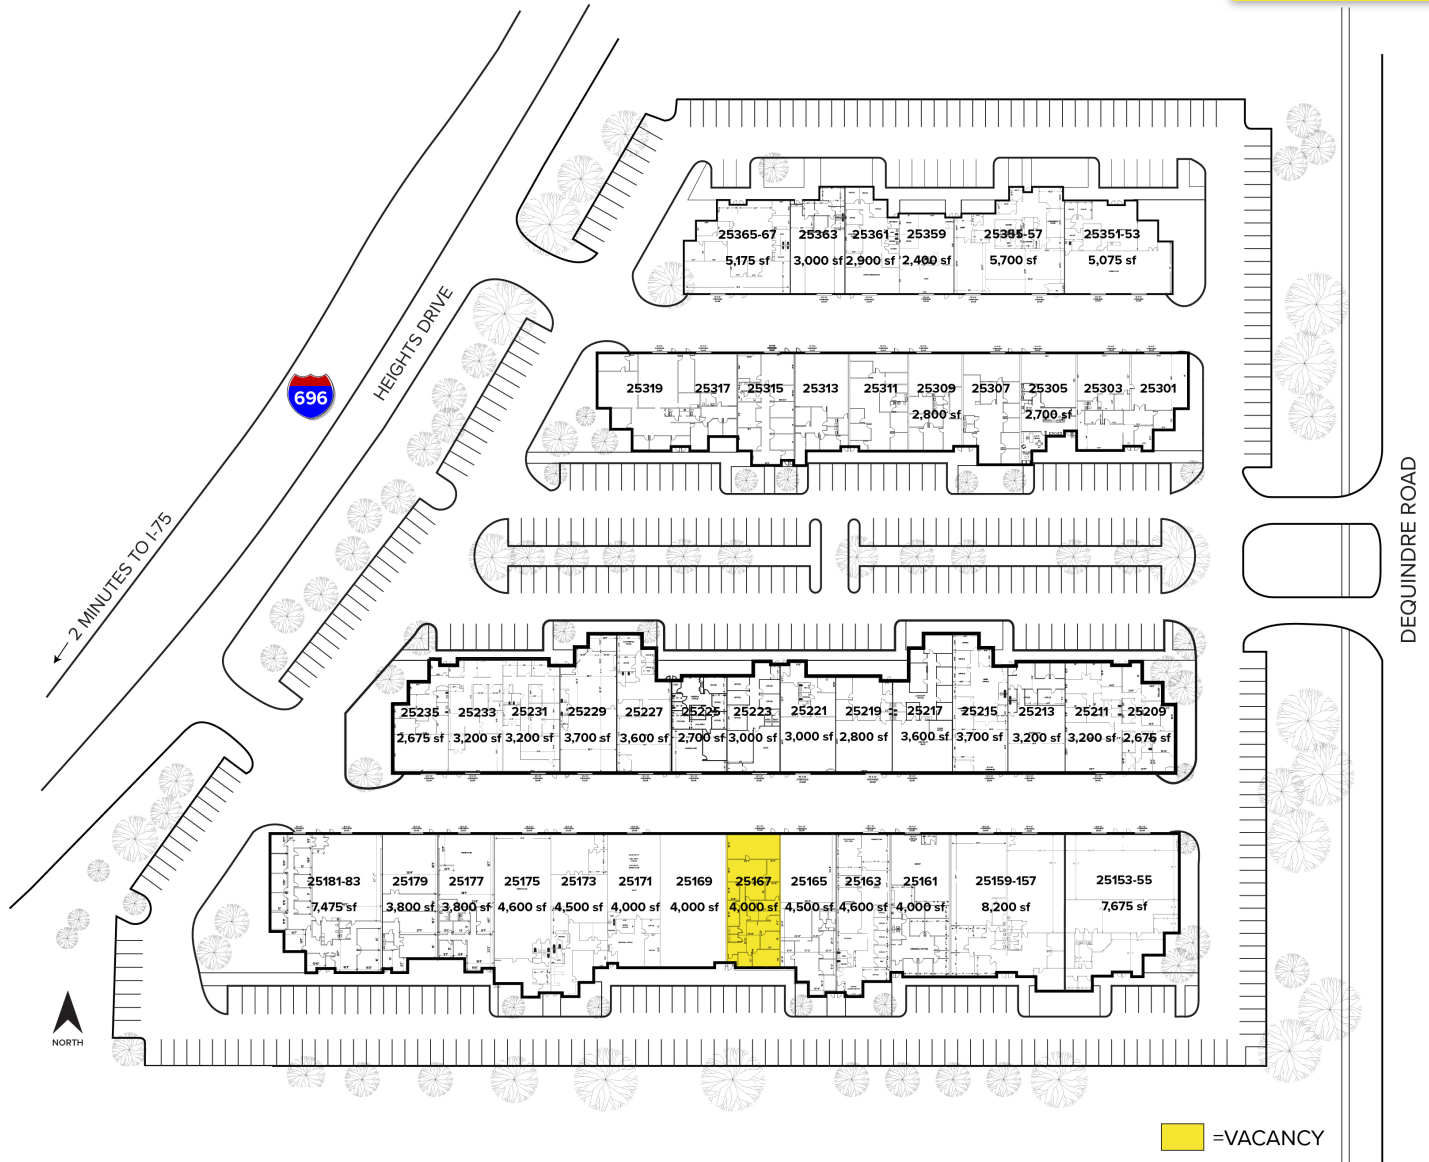 25365-67 25363 25361 25359 25355-57 25351-53
5,175 sf 3,000 sf 2,900 sf 2,400 sf 5,700 sf 5,075 sf
HEIGHTS DRIVE
696
25319 25317 25315 25313 25311 25309 25307 25305 25303 25301
2,800 sf 2,700 sf
2 MINUTES TO I-75
DEQUINDRE ROAD
25235 25233 25231 25229 25227 25225 25223 25221 25219 25217 25215 25213 25211 25209
2,675 sf 3,200 sf 3,200 sf 3,700 sf 3,600 sf 2,700 sf 3,000 sf 3,000 sf 2,800 sf 3,600 sf 3,700 sf 3,200 sf 3,200 sf 2,675 sf
25181-83 25179 25177 25175 25173 25171 25169 25167 25165 25163 25161 25159-157 25153-55
7,475 sf 3,800 sf 3,800 sf 4,600 sf 4,500 sf 4,000 sf 4,000 sf 4,000 sf 4,500 sf 4,600 sf 4,000 sf 8,200 sf 7,675 sf
NORTH
=VACANCY